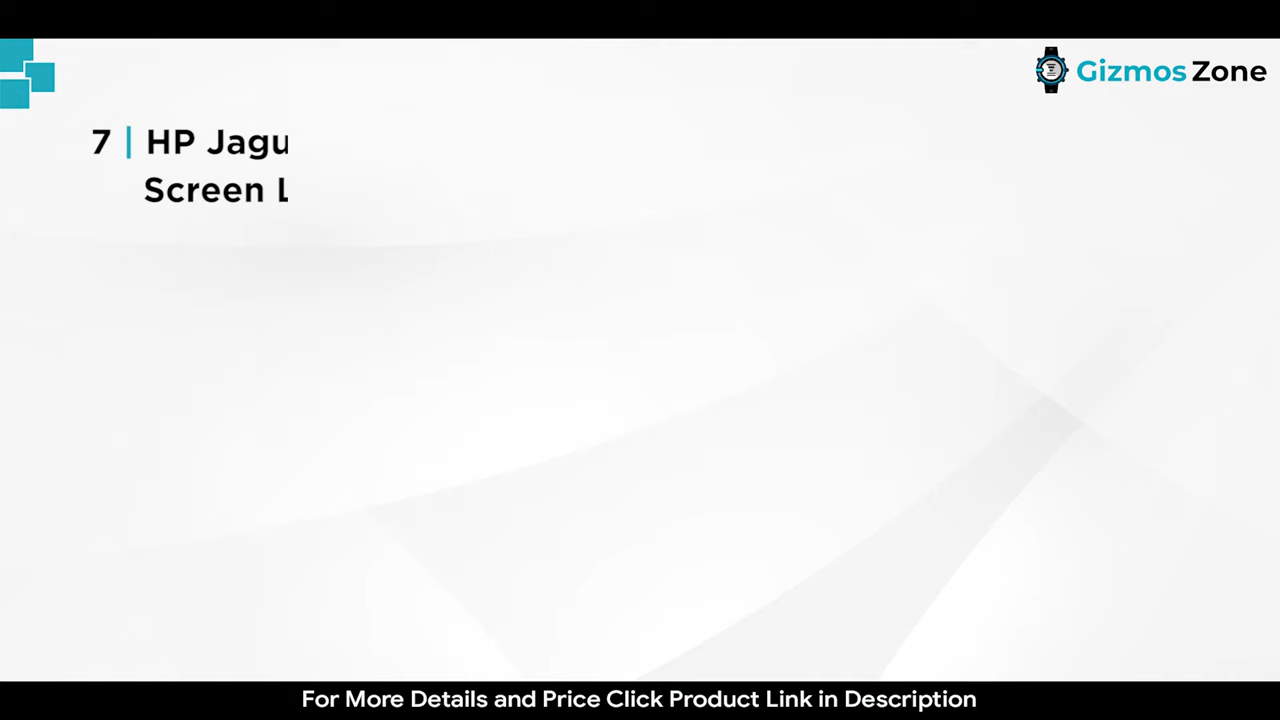 Gizmos Zone
7 | HP Jagu
Screen L
For More Details and Price Click Product Link in Description